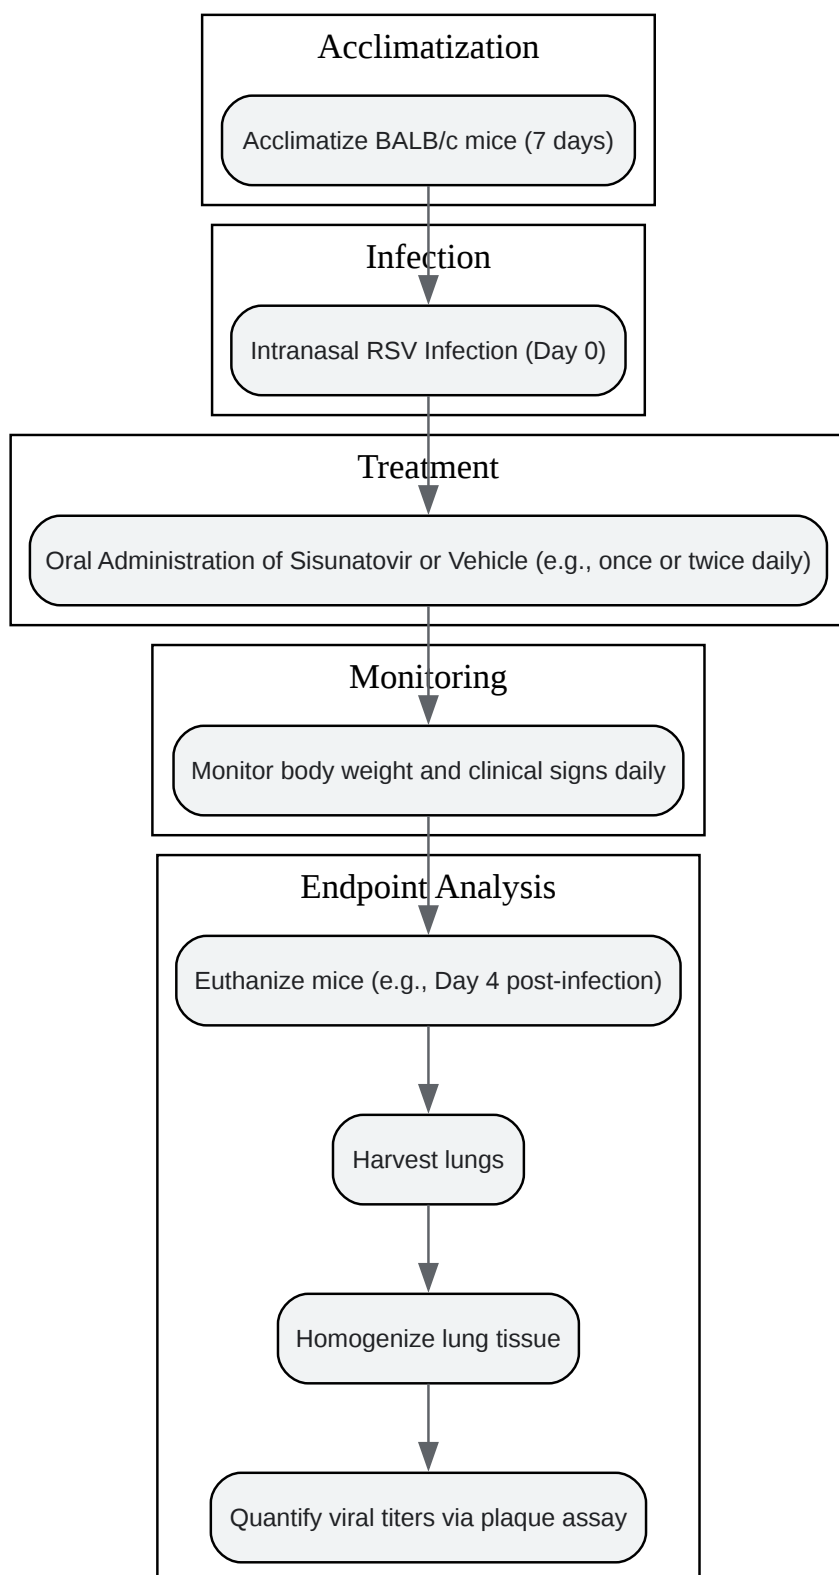 Acclimatization
Acclimatize BALB/c mice (7 days)
Infection
Intranasal RSV Infection (Day 0)
Treatment
Oral Administration of Sisunatovir or Vehicle (e.g., once or twice daily)
Monitoring
Monitor body weight and clinical signs daily
Endpoint Analysis
Euthanize mice (e.g., Day 4 post-infection)
Harvest lungs
Homogenize lung tissue
Quantify viral titers via plaque assay